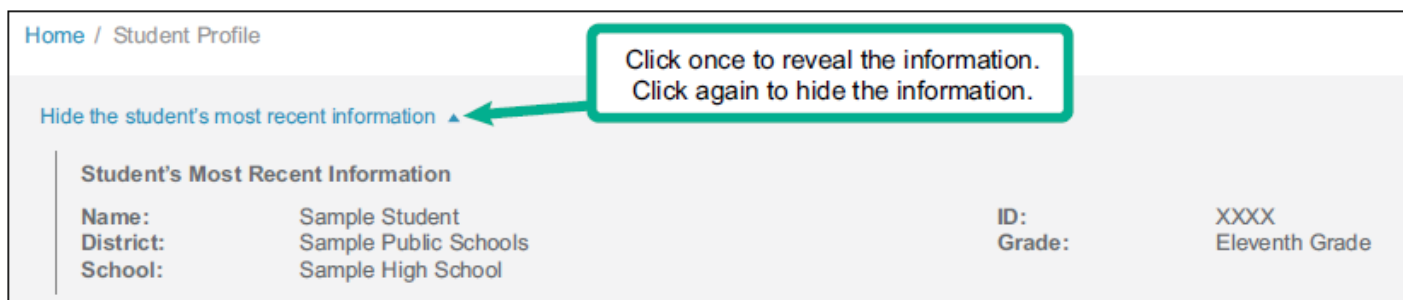 Home / Student Profile
Click once to reveal the information.
Click again to hide the information.
Hide the student's most recent information ▲
Student's Most Recent Information
Name: Sample Student ID: XXXX
District: Sample Public Schools Grade: Eleventh Grade
School: Sample High School